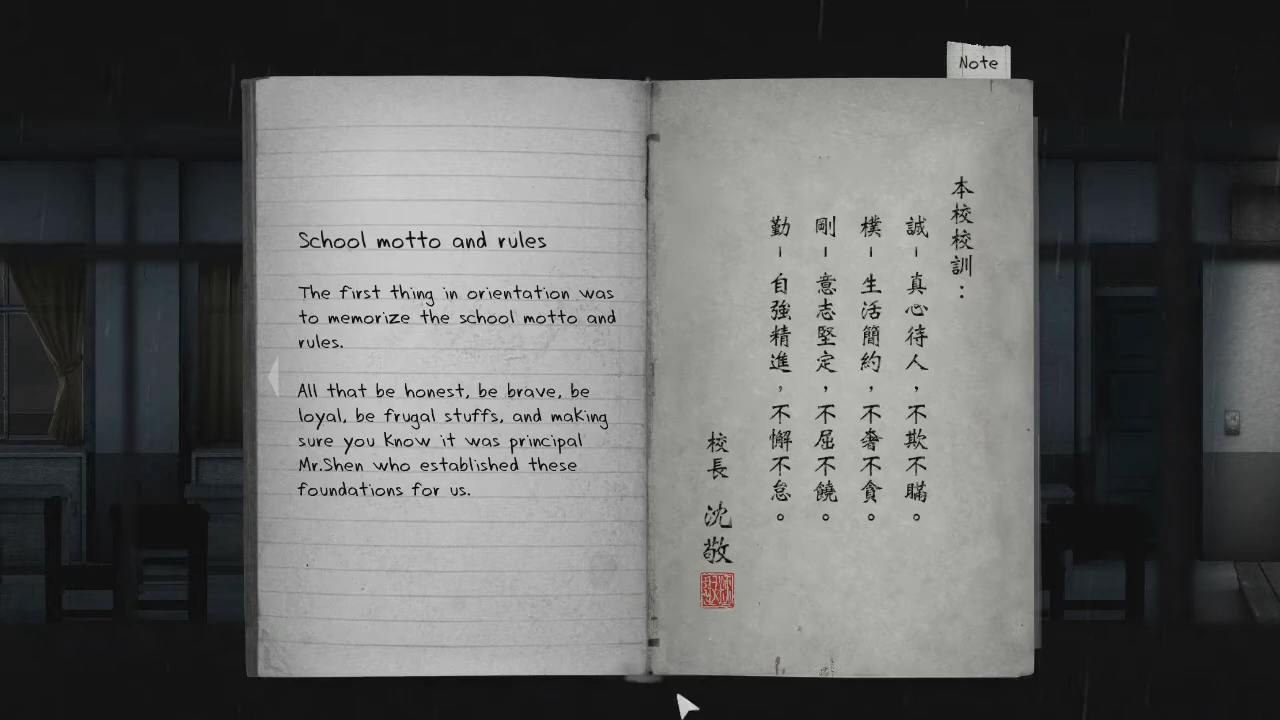 Note
School motto and rules
The first thing in orientation was
to memorize the school motto and
rules.
All that be honest, be brave, be
loyal, be frugal stuffs, and making
sure you know it was principal
Mr.Shen who established these
foundations for us.
本校校訓：
誠－真心待人，不欺不瞞。
樸－生活簡約，不奢不貪。
剛－意志堅定，不屈不饒。
勤－自強精進，不懈不怠。
校長 沈敬